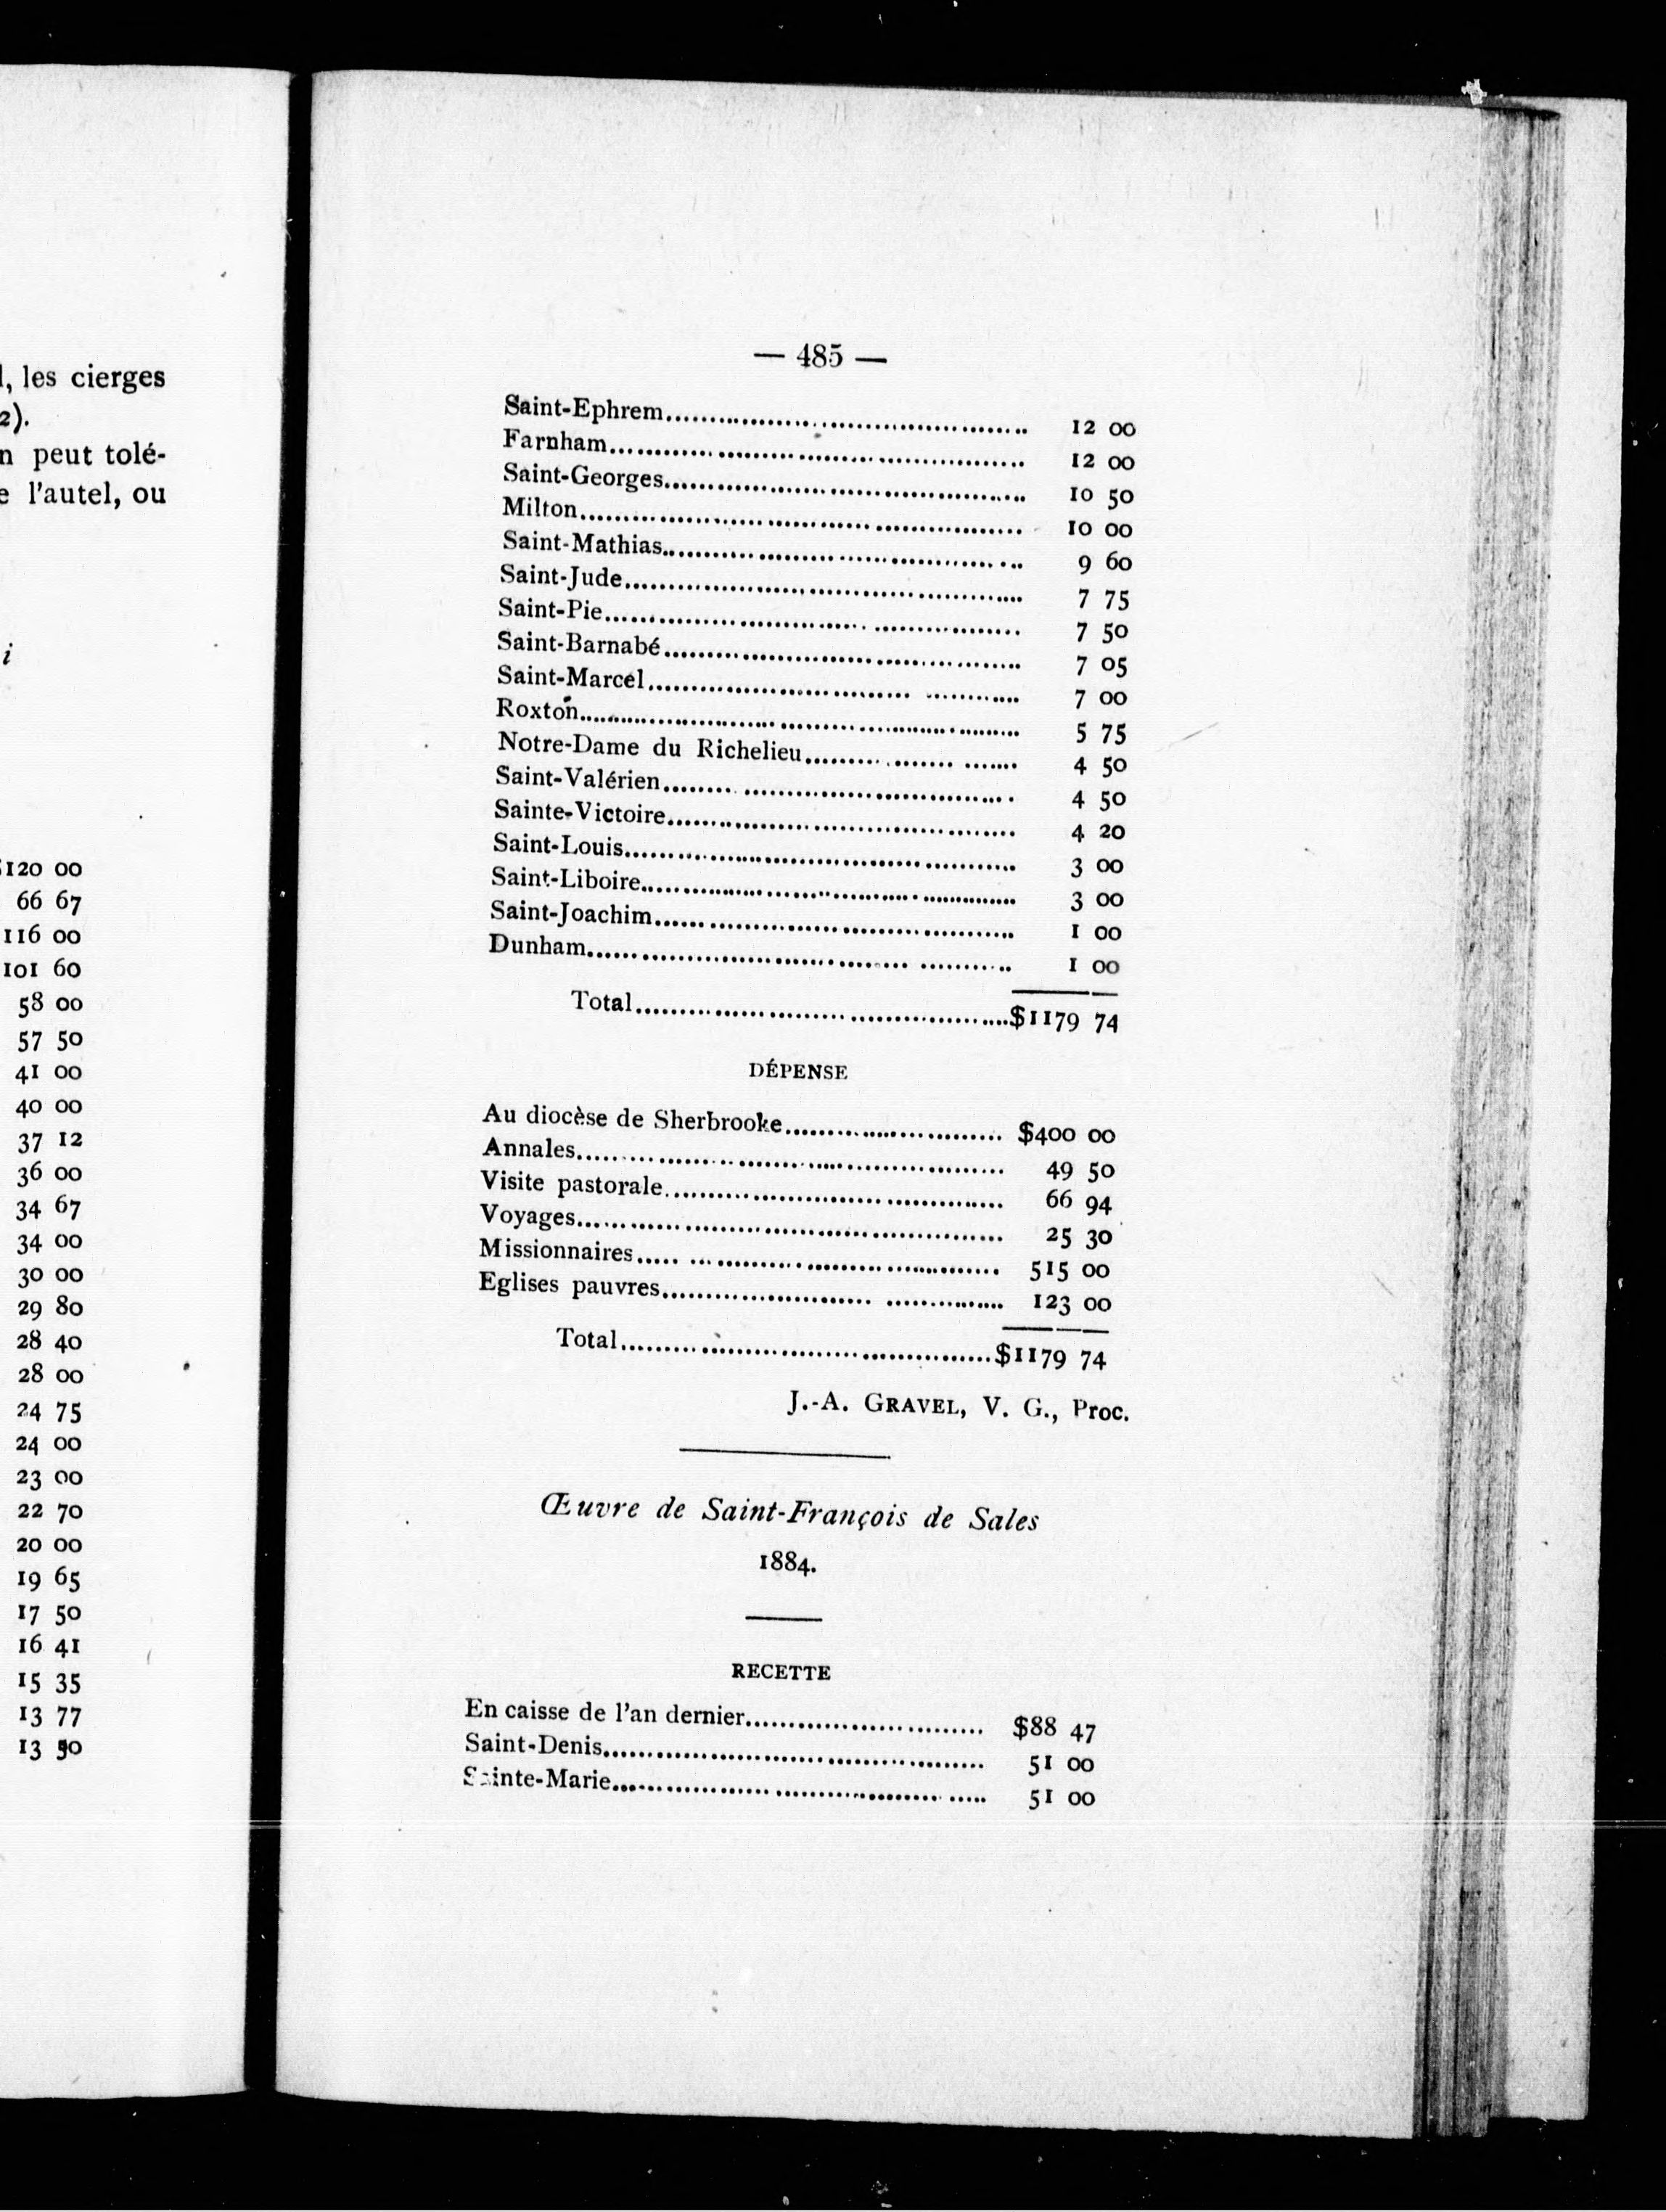 l, les cierges
2).
n peut tolé-
e l'autel, ou
i
$120 00
66 67
116 00
101 60
58 00
57 50
41 00
40 00
37 12
36 00
34 67
34 00
30 00
29 80
28 40
28 00
24 75
24 00
23 00
22 70
20 00
19 65
17 50
16 41
15 35
13 77
13 50
— 485 —
Saint-Ephrem........................................ 12 00
Farnham........................................ 12 00
Saint-Georges........................................ 10 50
Milton........................................ 10 00
Saint-Mathias........................................ 9 60
Saint-Jude........................................ 7 75
Saint-Pie........................................ 7 50
Saint-Barnabé........................................ 7 05
Saint-Marcel........................................ 7 00
Roxton........................................ 5 75
Notre-Dame du Richelieu........................ 4 50
Saint-Valérien........................................ 4 50
Sainte-Victoire........................................ 4 20
Saint-Louis........................................ 3 00
Saint-Liboire........................................ 3 00
Saint-Joachim........................................ 1 00
Dunham........................................ 1 00
Total........................................$1179 74
DÉPENSE
Au diocèse de Sherbrooke........................ $400 00
Annales........................................ 49 50
Visite pastorale........................................ 66 94
Voyages........................................ 25 30
Missionnaires........................................ 515 00
Eglises pauvres........................................ 123 00
Total........................................$1179 74
J.-A. GRAVEL, V. G., Proc.
Œuvre de Saint-François de Sales
1884.
RECETTE
En caisse de l'an dernier........................ $88 47
Saint-Denis........................................ 51 00
Sainte-Marie........................................ 51 00